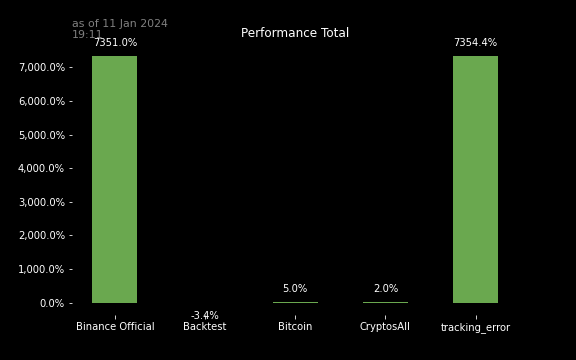 as of 11 Jan 2024
19:11
Performance Total
7351.0%
7354.4%
7,000.0%
6,000.0%
5,000.0%
4,000.0%
3,000.0%
2,000.0%
1,000.0%
5.0%
2.0%
0.0%
-3.4%
Binance Official
Backtest
Bitcoin
CryptosAll
tracking_error